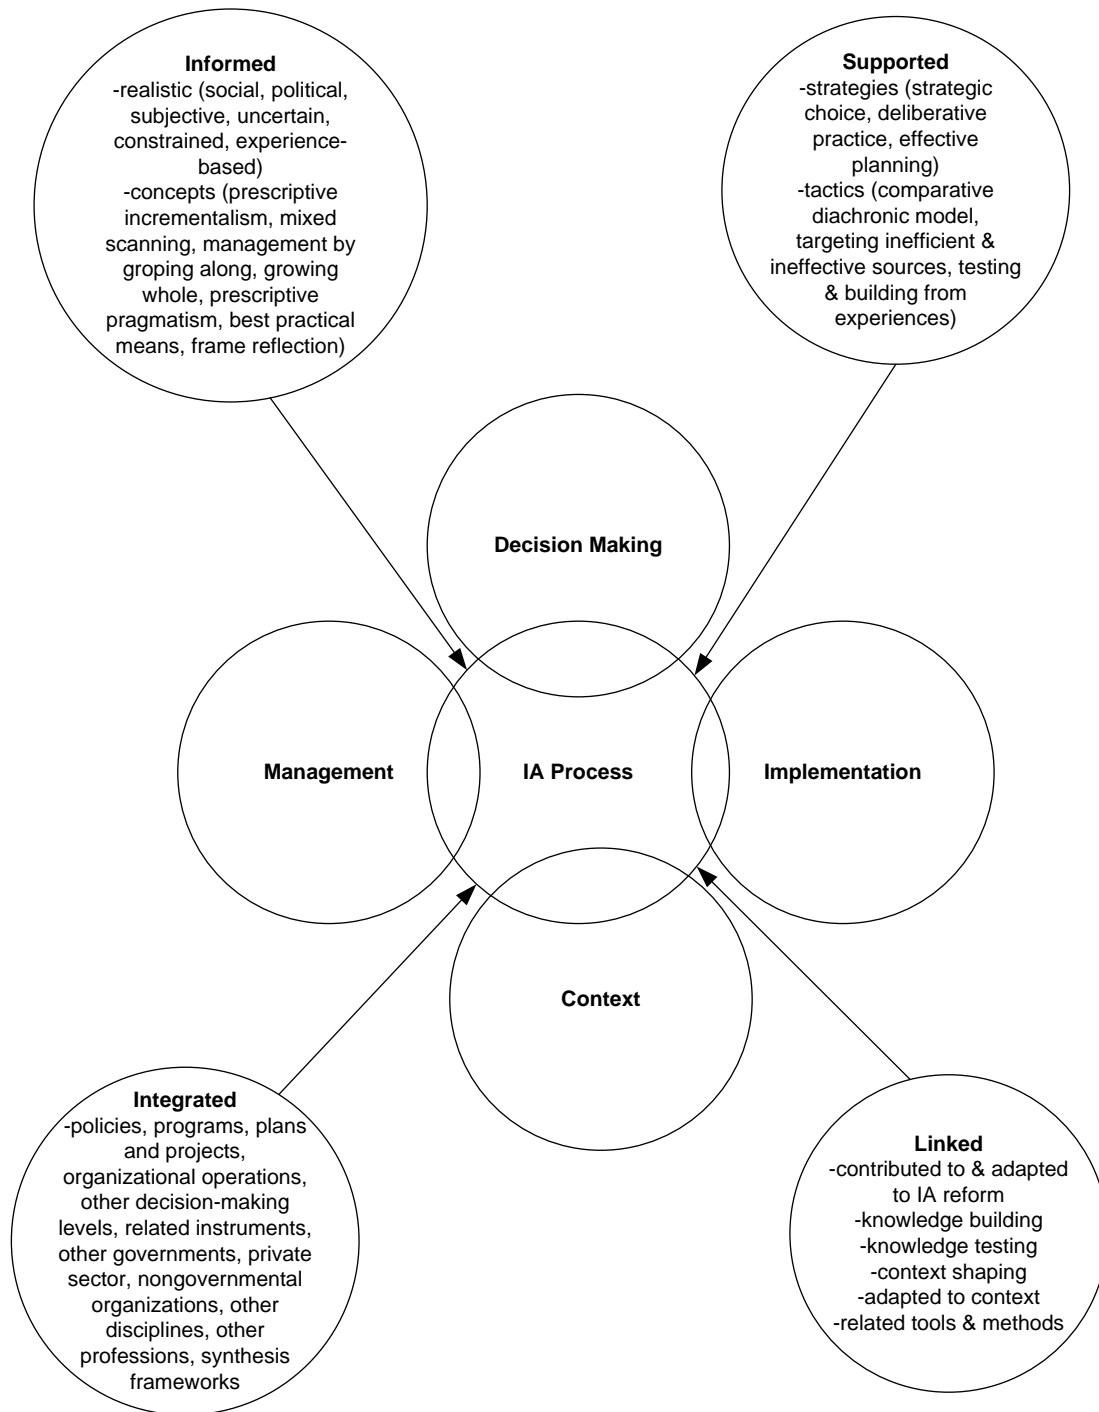 Informed
-realistic (social, political,
subjective, uncertain,
constrained, experience-
based)
-concepts (prescriptive
incrementalism, mixed
scanning, management by
groping along, growing
whole, prescriptive
pragmatism, best practical
means, frame reflection)
Supported
-strategies (strategic
choice, deliberative
practice, effective
planning)
-tactics (comparative
diachronic model,
targeting inefficient &
ineffective sources, testing
& building from
experiences)
Decision Making
Management
IA Process
Implementation
Context
Integrated
-policies, programs, plans
and projects,
organizational operations,
other decision-making
levels, related instruments,
other governments, private
sector, nongovernmental
organizations, other
disciplines, other
professions, synthesis
frameworks
Linked
-contributed to & adapted
to IA reform
-knowledge building
-knowledge testing
-context shaping
-adapted to context
-related tools & methods